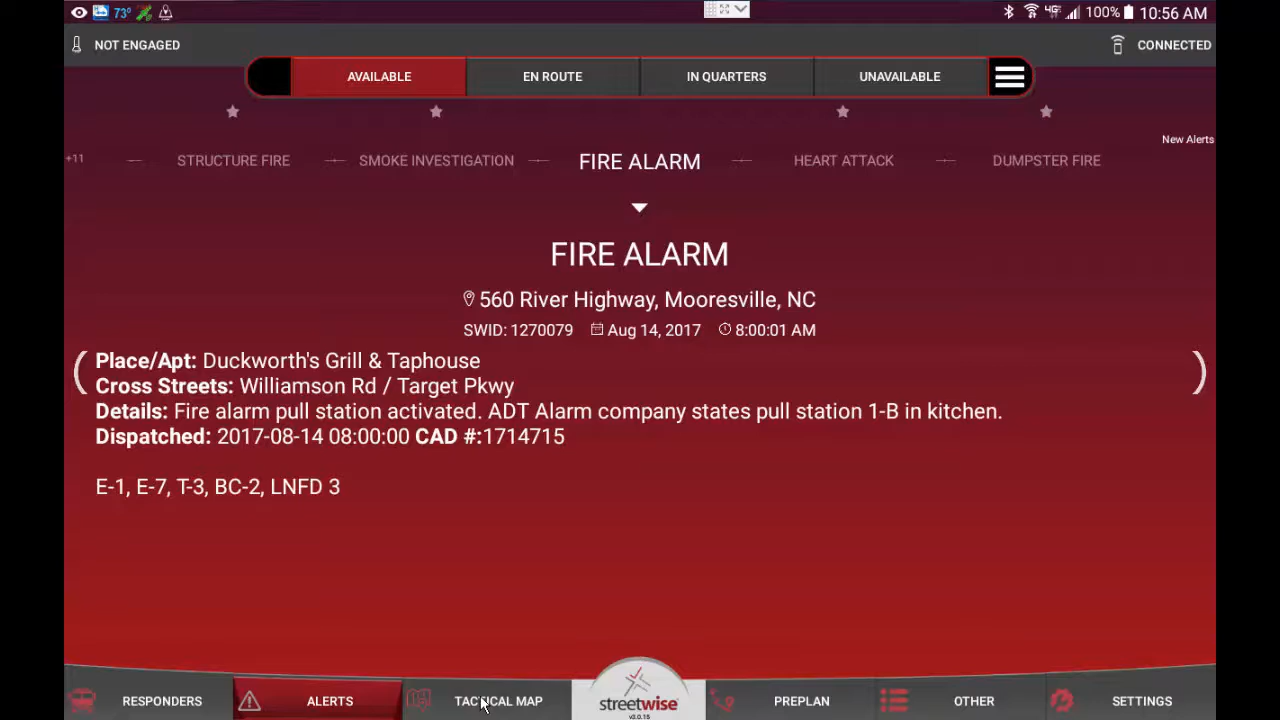 73° 4G 100% 10:56 AM
NOT ENGAGED CONNECTED
AVAILABLE EN ROUTE IN QUARTERS UNAVAILABLE
New Alerts
+11 STRUCTURE FIRE SMOKE INVESTIGATION FIRE ALARM HEART ATTACK DUMPSTER FIRE
FIRE ALARM
560 River Highway, Mooresville, NC
SWID: 1270079 Aug 14, 2017 8:00:01 AM
Place/Apt: Duckworth's Grill & Taphouse
Cross Streets: Williamson Rd / Target Pkwy
Details: Fire alarm pull station activated. ADT Alarm company states pull station 1-B in kitchen.
Dispatched: 2017-08-14 08:00:00 CAD #:1714715
E-1, E-7, T-3, BC-2, LNFD 3
RESPONDERS ALERTS TACTICAL MAP streetwise PREPLAN OTHER SETTINGS
v2.0.15